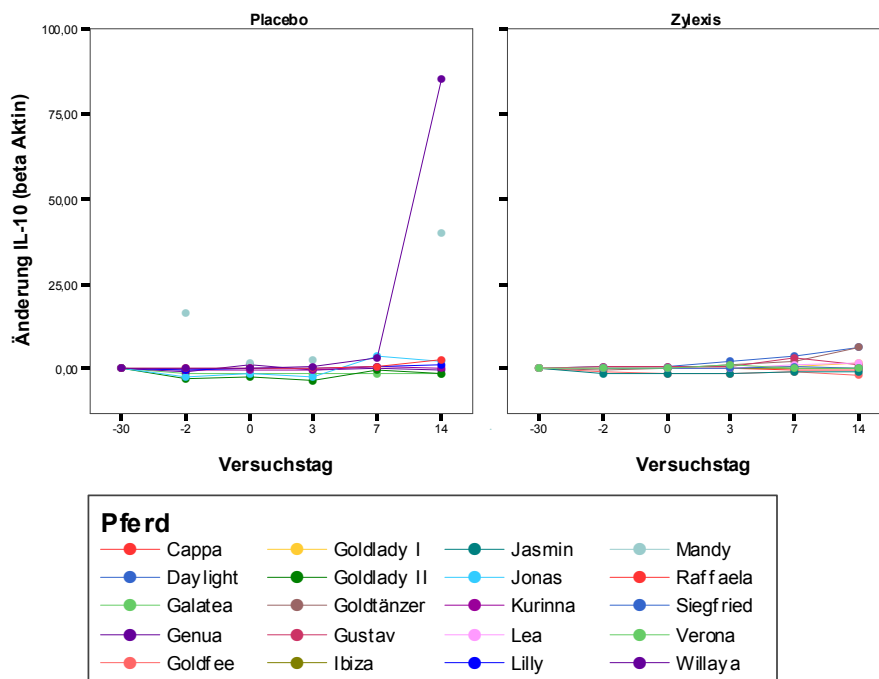 Placebo
Zylexis
Änderung IL-10 (beta Aktin)
100,00
75,00
50,00
25,00
0,00
-30 -2 0 3 7 14
-30 -2 0 3 7 14
Versuchstag
Versuchstag
Pferd
Cappa Goldlady I Jasmin Mandy
Daylight Goldlady II Jonas Raffaela
Galatea Goldtänzer Kurinna Siegfried
Genua Gustav Lea Verona
Goldfee Ibiza Lilly Willaya